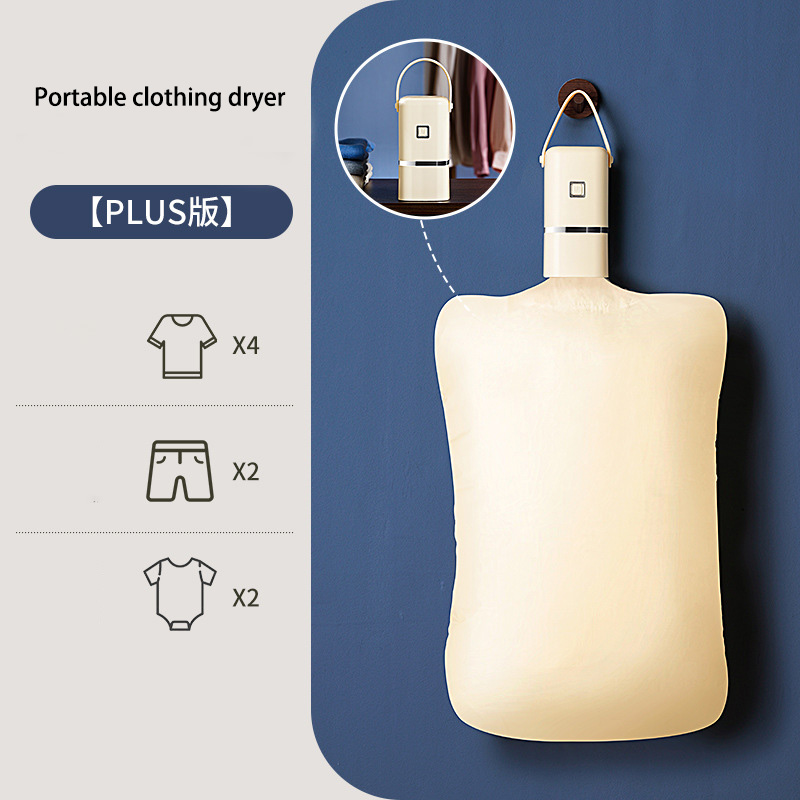 Portable clothing dryer
【PLUS版】
X4
X2
X2